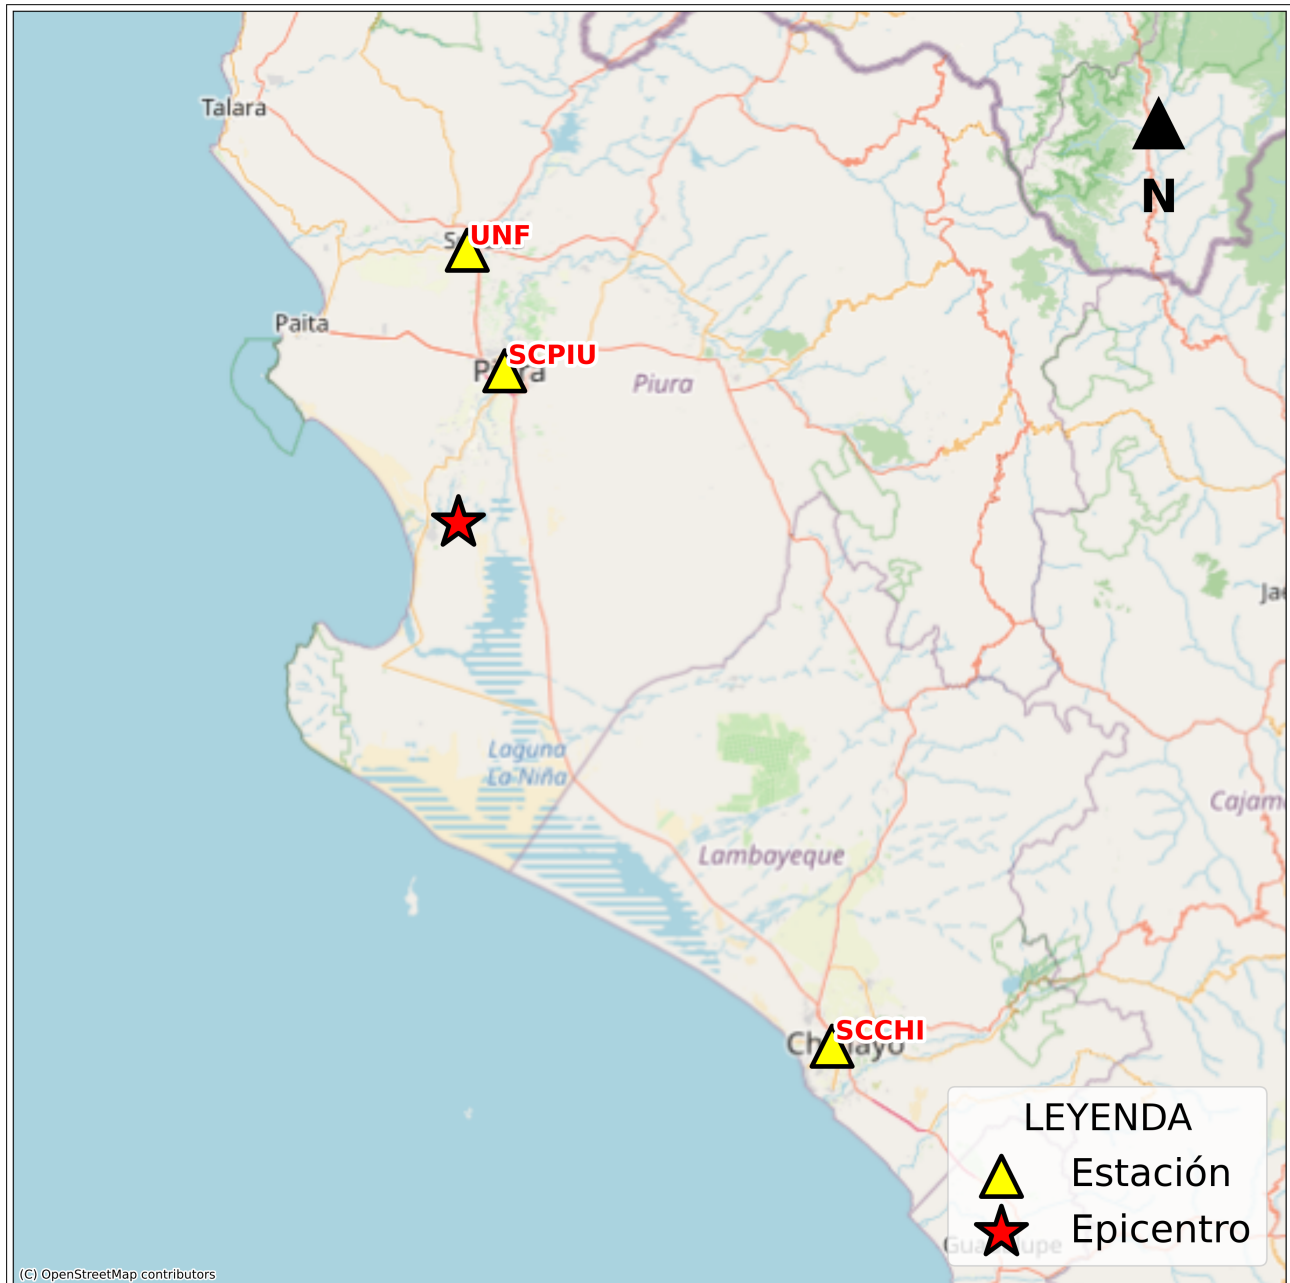 Talara
N
UNF
Paita
SCPIU
Piura
Laguna
La Niña
Lambayeque
SCCHI
LEYENDA
Estación
Epicentro
(C) OpenStreetMap contributors